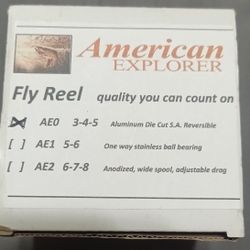 American
EXPLORER
Fly Reel quality you can count on
AE0 3-4-5 Aluminum Die Cut S.A. Reversible
[ ] AE1 5-6 One way stainless ball bearing
[ ] AE2 6-7-8 Anodized, wide spool, adjustable drag